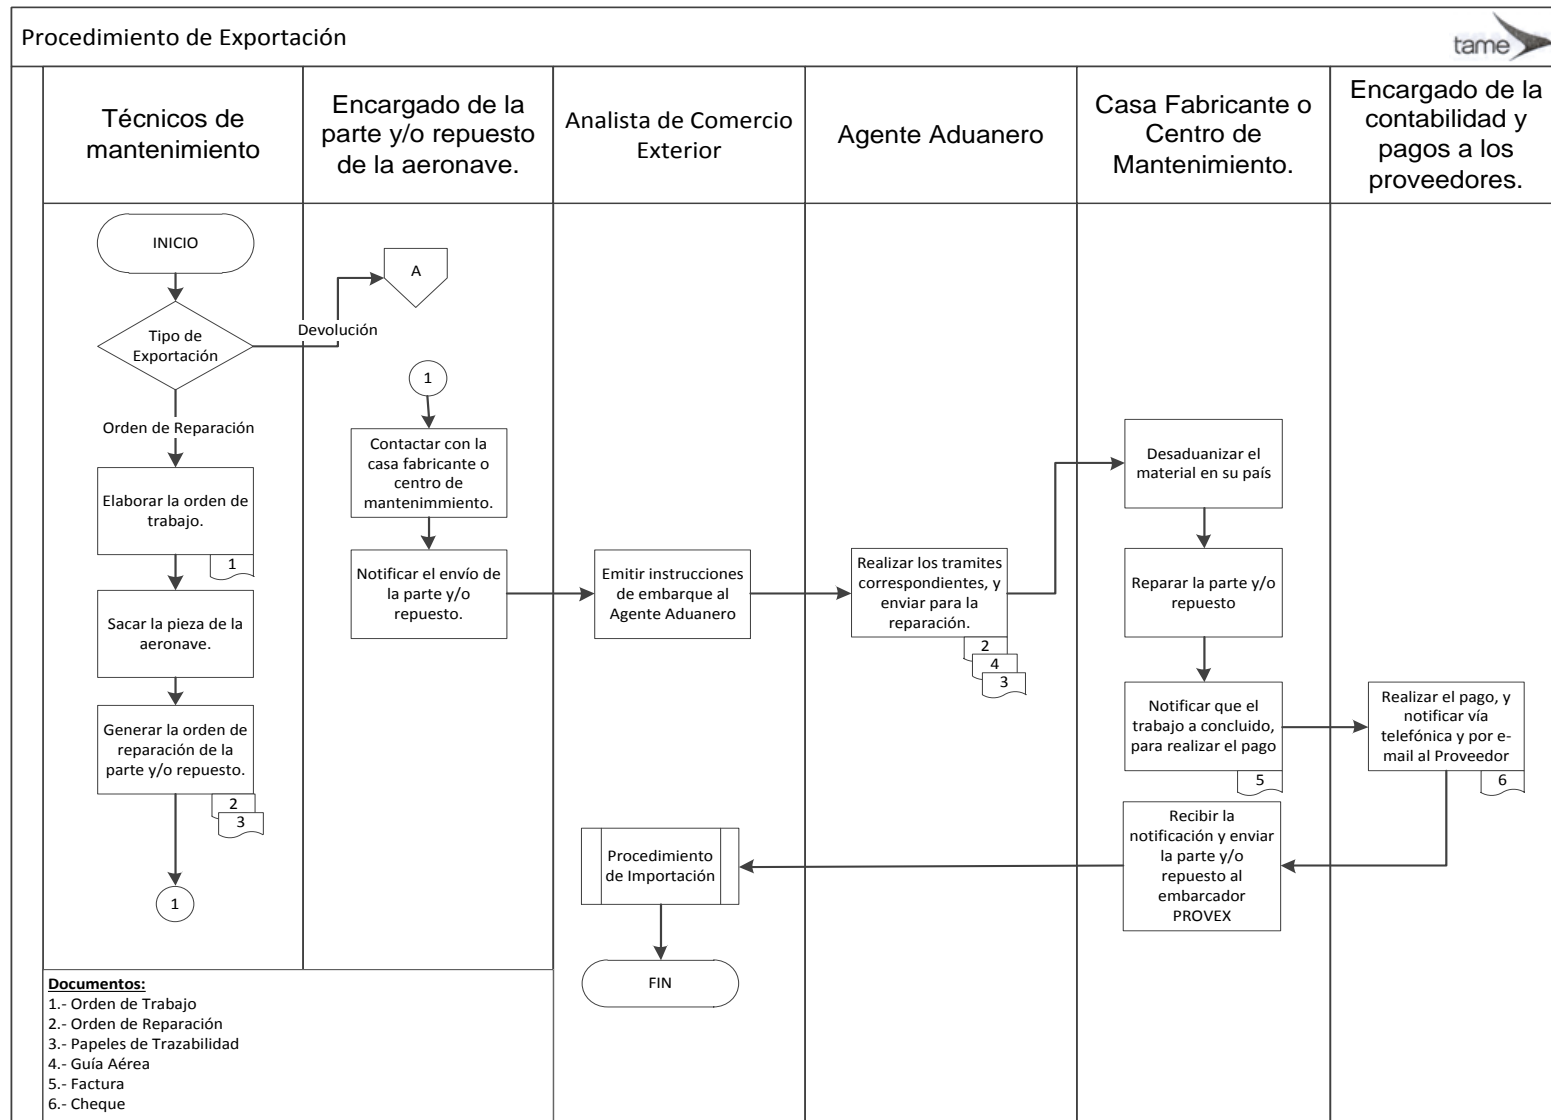 Procedimiento de Exportación
tame
Técnicos de
mantenimiento
Encargado de la
parte y/o repuesto
de la aeronave.
Analista de Comercio
Exterior
Agente Aduanero
Casa Fabricante o
Centro de
Mantenimiento.
Encargado de la
contabilidad y
pagos a los
proveedores.
INICIO
Tipo de
Exportación
Devolución
A
Orden de Reparación
Elaborar la orden de
trabajo.
1
Sacar la pieza de la
aeronave.
Generar la orden de
reparación de la
parte y/o repuesto.
2
3
1
1
Contactar con la
casa fabricante o
centro de
mantenimmiento.
Notificar el envío de
la parte y/o
repuesto.
Emitir instrucciones
de embarque al
Agente Aduanero
Realizar los tramites
correspondientes, y
enviar para la
reparación.
2
4
3
Desaduanizar el
material en su país
Reparar la parte y/o
repuesto
Notificar que el
trabajo a concluido,
para realizar el pago
5
Realizar el pago, y
notificar vía
telefónica y por e-
mail al Proveedor
6
Recibir la
notificación y enviar
la parte y/o
repuesto al
embarcador
PROVEX
Procedimiento
de Importación
FIN
Documentos:
1.- Orden de Trabajo
2.- Orden de Reparación
3.- Papeles de Trazabilidad
4.- Guía Aérea
5.- Factura
6.- Cheque